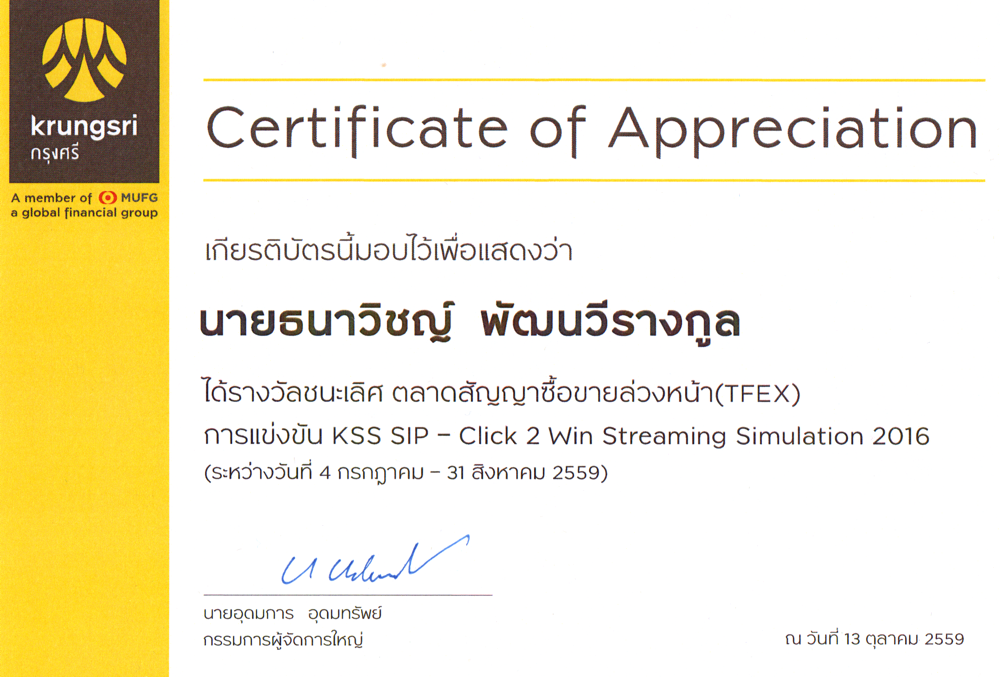 krungsri
กรุงศรี
A member of MUFG
a global financial group
Certificate of Appreciation
เกียรติบัตรนี้มอบไว้เพื่อแสดงว่า
นายธนาวิชญ์ พัฒนวีรางกูล
ได้รางวัลชนะเลิศ ตลาดสัญญาซื้อขายล่วงหน้า(TFEX)
การแข่งขัน KSS SIP – Click 2 Win Streaming Simulation 2016
(ระหว่างวันที่ 4 กรกฎาคม – 31 สิงหาคม 2559)
นายอุดมการ อุดมทรัพย์
กรรมการผู้จัดการใหญ่
ณ วันที่ 13 ตุลาคม 2559